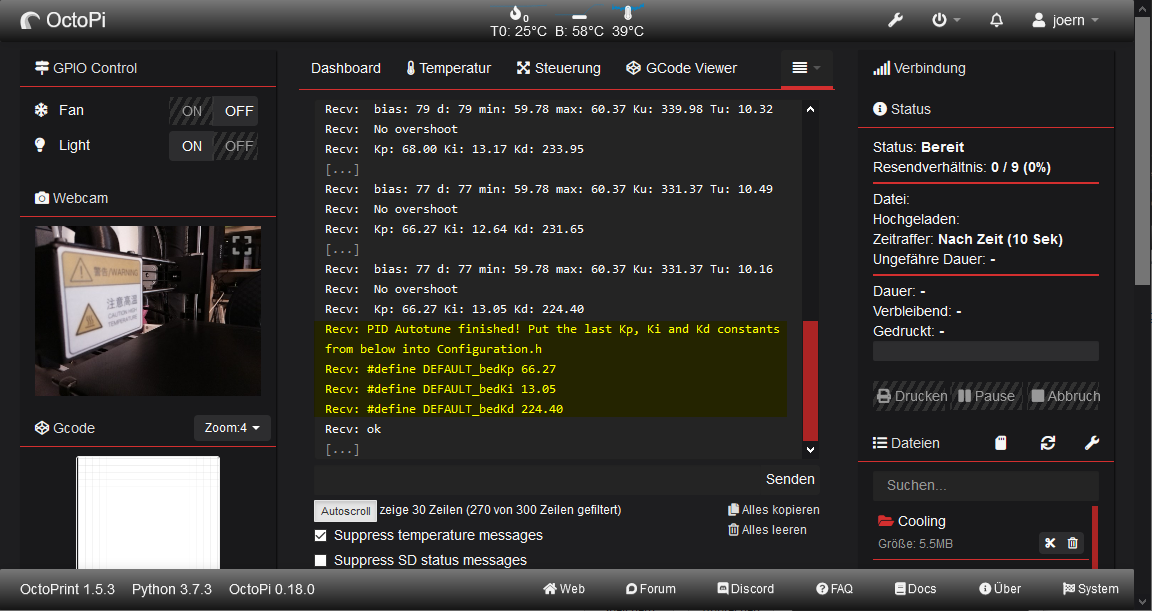 OctoPi
0
T0: 25°C B: 58°C 39°C
joern
GPIO Control
Fan
ON OFF
Light
ON OFF
Webcam
警告/WARNING
注意高温
CAUTION HIGH
TEMPERATURE
Gcode
Zoom:4
Dashboard
Temperatur
Steuerung
GCode Viewer
Recv: bias: 79 d: 79 min: 59.78 max: 60.37 Ku: 339.98 Tu: 10.32
Recv: No overshoot
Recv: Kp: 68.00 Ki: 13.17 Kd: 233.95
[...]
Recv: bias: 77 d: 77 min: 59.78 max: 60.37 Ku: 331.37 Tu: 10.49
Recv: No overshoot
Recv: Kp: 66.27 Ki: 12.64 Kd: 231.65
[...]
Recv: bias: 77 d: 77 min: 59.78 max: 60.37 Ku: 331.37 Tu: 10.16
Recv: No overshoot
Recv: Kp: 66.27 Ki: 13.05 Kd: 224.40
Recv: PID Autotune finished! Put the last Kp, Ki and Kd constants
from below into Configuration.h
Recv: #define DEFAULT_bedKp 66.27
Recv: #define DEFAULT_bedKi 13.05
Recv: #define DEFAULT_bedKd 224.40
Recv: ok
[...]
Senden
Autoscroll zeige 30 Zeilen (270 von 300 Zeilen gefiltert)
Alles kopieren
Alles leeren
Suppress temperature messages
Suppress SD status messages
Verbindung
Status
Status: Bereit
Resendverhältnis: 0 / 9 (0%)
Datei:
Hochgeladen:
Zeitraffer: Nach Zeit (10 Sek)
Ungefähre Dauer: -
Dauer: -
Verbleibend: -
Gedruckt: -
Drucken Pause Abbruch
Dateien
Suchen...
Cooling
Größe: 5.5MB
OctoPrint 1.5.3 Python 3.7.3 OctoPi 0.18.0
Web Forum Discord FAQ Docs Über System